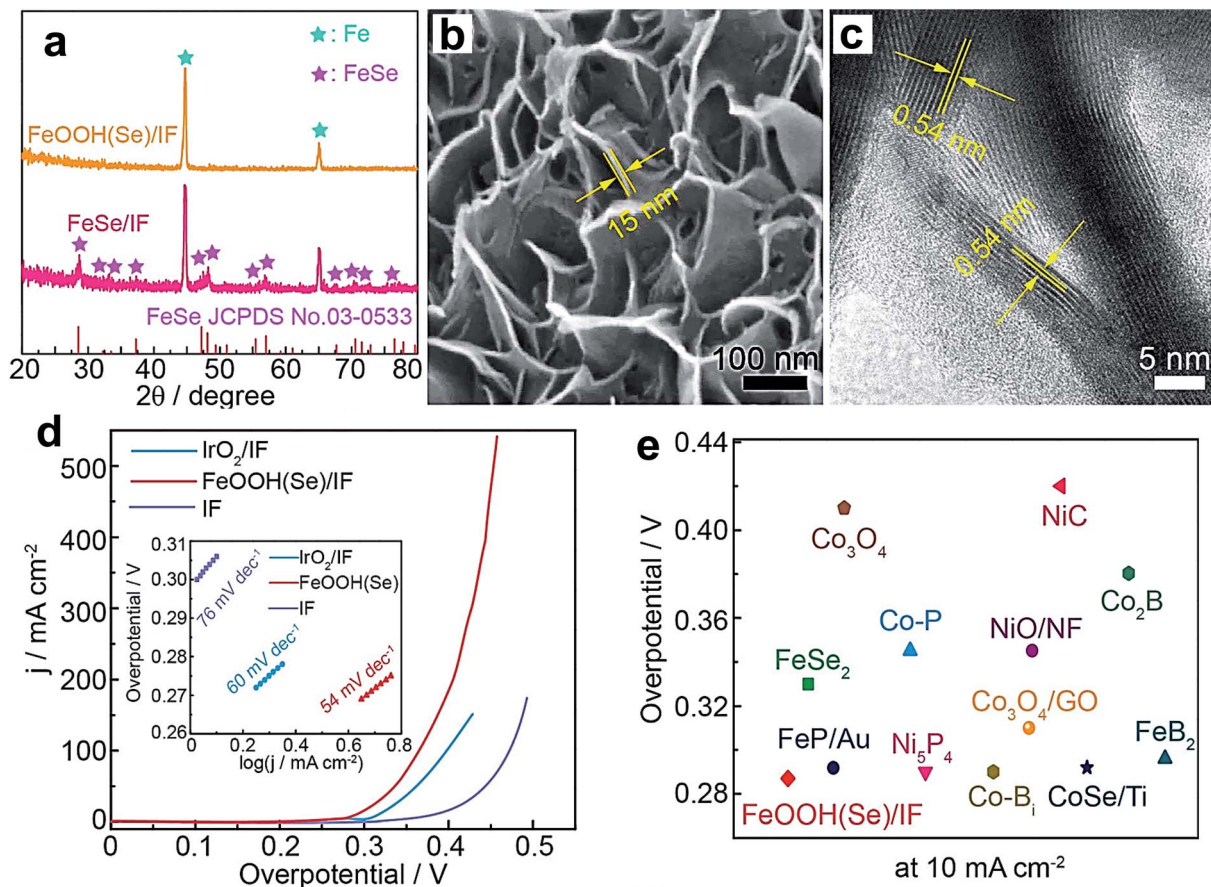 a
★: Fe
★: FeSe
FeOOH(Se)/IF
FeSe/IF
FeSe JCPDS No.03-0533
20 30 40 50 60 70 80
2θ / degree
b
15 nm
100 nm
c
0.54 nm
0.54 nm
5 nm
d
IrO₂/IF
FeOOH(Se)/IF
IF
j / mA cm⁻²
500
400
300
200
100
0
0 0.1 0.2 0.3 0.4 0.5
Overpotential / V
IrO₂/IF
FeOOH(Se)
IF
76 mV dec⁻¹
60 mV dec⁻¹
54 mV dec⁻¹
Overpotential / V
0.31
0.30
0.29
0.28
0.27
0.26
0.0 0.2 0.4 0.6 0.8
log(j / mA cm⁻²)
e
Overpotential / V
0.44
0.40
0.36
0.32
0.28
NiC
Co₃O₄
Co₂B
Co-P
NiO/NF
FeSe₂
Co₃O₄/GO
FeP/Au
Ni₅P₄
FeB₂
FeOOH(Se)/IF
Co-Bᵢ
CoSe/Ti
at 10 mA cm⁻²